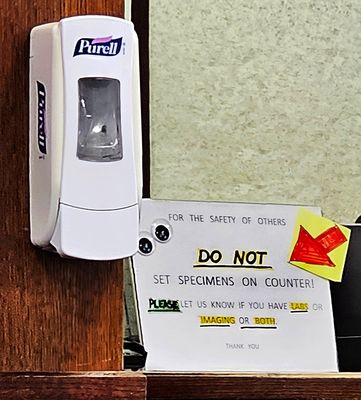 Purell
PURELL
FOR THE SAFETY OF OTHERS
DO NOT
SET SPECIMENS ON COUNTER!
PLEASE LET US KNOW IF YOU HAVE LABS OR
IMAGING OR BOTH.
THANK YOU